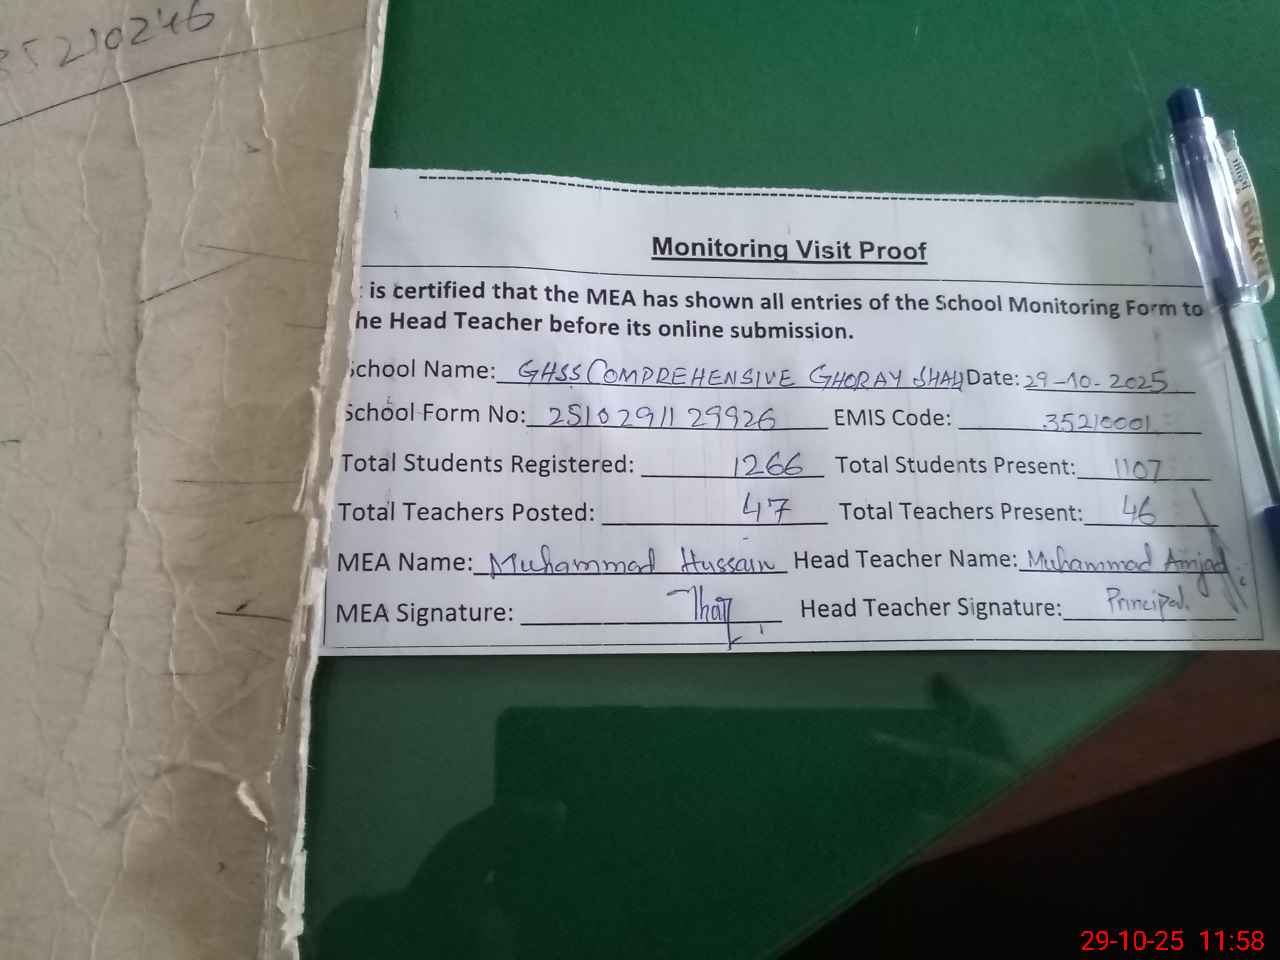 35210246
Monitoring Visit Proof
is certified that the MEA has shown all entries of the School Monitoring Form to
he Head Teacher before its online submission.
School Name: GHSS COMPREHENSIVE GHORAY SHAH Date: 29-10-2025
School Form No: 251029112 9926 EMIS Code: 35210001
Total Students Registered: 1266 Total Students Present: 1107
Total Teachers Posted: 47 Total Teachers Present: 46
MEA Name: Muhammad Hussain Head Teacher Name: Muhammad Amjad
MEA Signature: Head Teacher Signature: Principal.
29-10-25 11:58